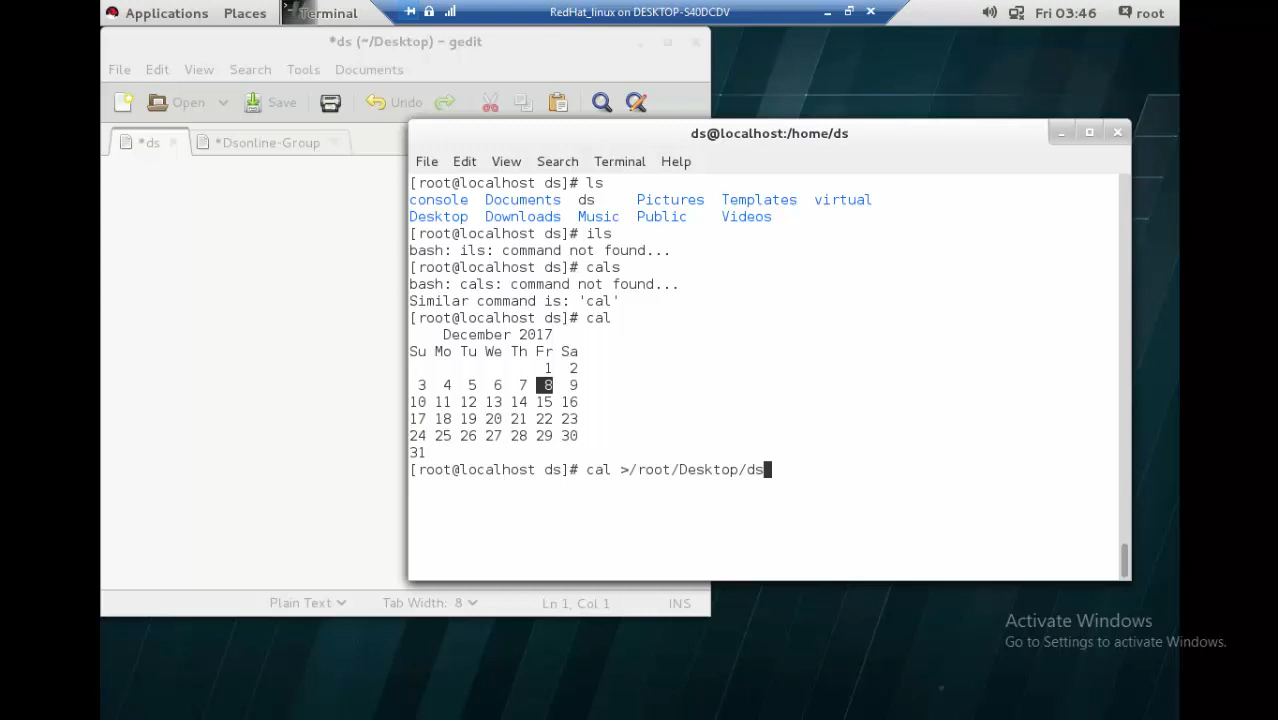 Applications Places Terminal
RedHat_linux on DESKTOP-S40DCDV
Fri 03:46 root
*ds (~/Desktop) - gedit
File Edit View Search Tools Documents
Open Save Undo
*ds *Dsonline-Group
ds@localhost:/home/ds
File Edit View Search Terminal Help
[root@localhost ds]# ls
console Documents ds Pictures Templates virtual
Desktop Downloads Music Public Videos
[root@localhost ds]# ils
bash: ils: command not found...
[root@localhost ds]# cals
bash: cals: command not found...
Similar command is: 'cal'
[root@localhost ds]# cal
December 2017
Su Mo Tu We Th Fr Sa
1 2
3 4 5 6 7 8 9
10 11 12 13 14 15 16
17 18 19 20 21 22 23
24 25 26 27 28 29 30
31
[root@localhost ds]# cal >/root/Desktop/ds
Plain Text Tab Width: 8 Ln 1, Col 1 INS
Activate Windows
Go to Settings to activate Windows.